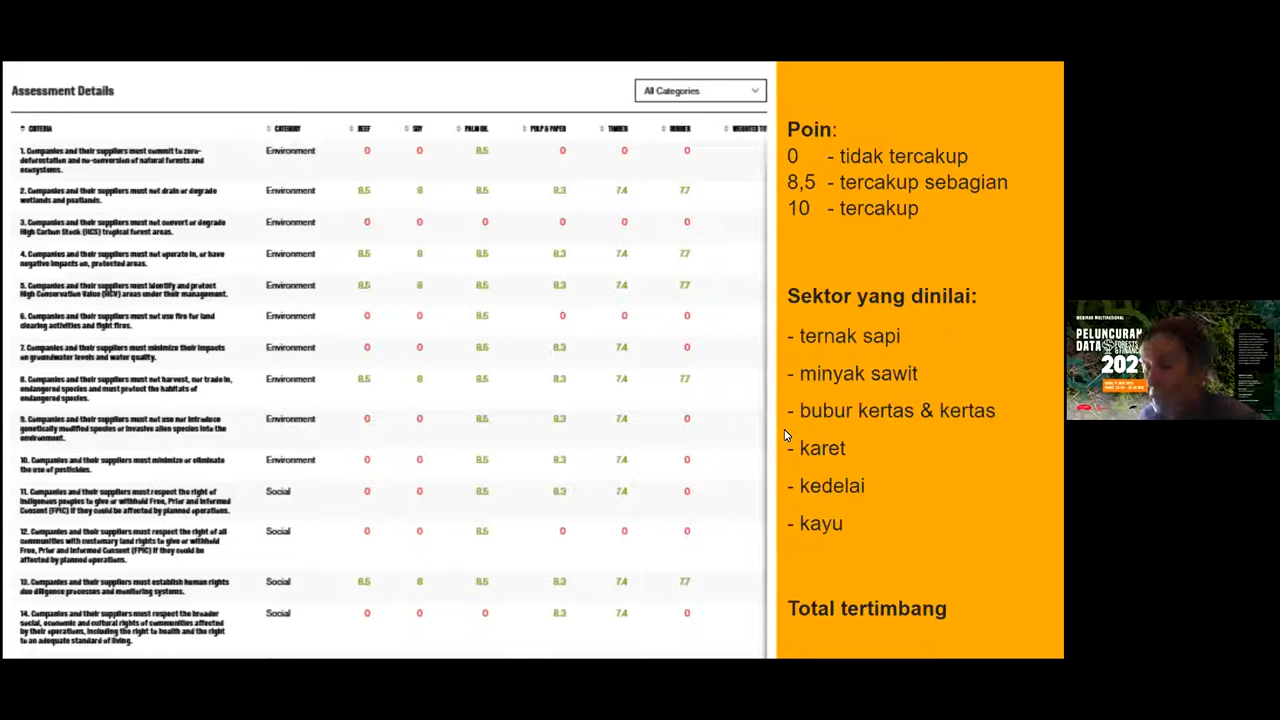 Assessment Details
All Categories
CRITERIA CATEGORY BEEF SOY PALM OIL PULP & PAPER TIMBER RUBBER WEIGHTED TO
1. Companies and their suppliers must commit to zero-
deforestation and no-conversion of natural forests and
ecosystems.
Environment 0 0 8.5 0 0 0
2. Companies and their suppliers must not drain or degrade
wetlands and peatlands.
Environment 8.5 8 8.5 8.3 7.4 7.7
3. Companies and their suppliers must not convert or degrade
High Carbon Stock (HCS) tropical forest areas.
Environment 0 0 0 0 0 0
4. Companies and their suppliers must not operate in, or have
negative impacts on, protected areas.
Environment 8.5 8 8.5 8.3 7.4 7.7
5. Companies and their suppliers must identify and protect
High Conservation Value (HCV) areas under their management.
Environment 8.5 8 8.5 8.3 7.4 7.7
6. Companies and their suppliers must not use fire for land
clearing activities and fight fires.
Environment 0 0 8.5 0 0 0
7. Companies and their suppliers must minimize their impacts
on groundwater levels and water quality.
Environment 0 0 8.5 8.3 7.4 0
8. Companies and their suppliers must not harvest, nor trade in,
endangered species and must protect the habitats of
endangered species.
Environment 8.5 8 8.5 8.3 7.4 7.7
9. Companies and their suppliers must not use nor introduce
genetically modified species or invasive alien species into the
environment.
Environment 0 0 8.5 8.3 7.4 0
10. Companies and their suppliers must minimize or eliminate
the use of pesticides.
Environment 0 0 8.5 8.3 7.4 0
11. Companies and their suppliers must respect the right of
Indigenous peoples to give or withhold Free, Prior and Informed
Consent (FPIC) if they could be affected by planned operations.
Social 0 0 8.5 8.3 7.4 0
12. Companies and their suppliers must respect the right of all
communities with customary land rights to give or withhold
Free, Prior and Informed Consent (FPIC) if they could be
affected by planned operations.
Social 0 0 8.5 0 0 0
13. Companies and their suppliers must establish human rights
due diligence processes and monitoring systems.
Social 8.5 8 8.5 8.3 7.4 7.7
14. Companies and their suppliers must respect the broader
social, economic and cultural rights of communities affected
by their operations, including the right to health and the right
to an adequate standard of living.
Social 0 0 0 8.3 7.4 0
Poin:
0 - tidak tercakup
8,5 - tercakup sebagian
10 - tercakup
Sektor yang dinilai:
- ternak sapi
- minyak sawit
- bubur kertas & kertas
- karet
- kedelai
- kayu
Total tertimbang
WEBINAR MULTINASIONAL
PELUNCURAN
DATA FORESTS & FINANCE
202